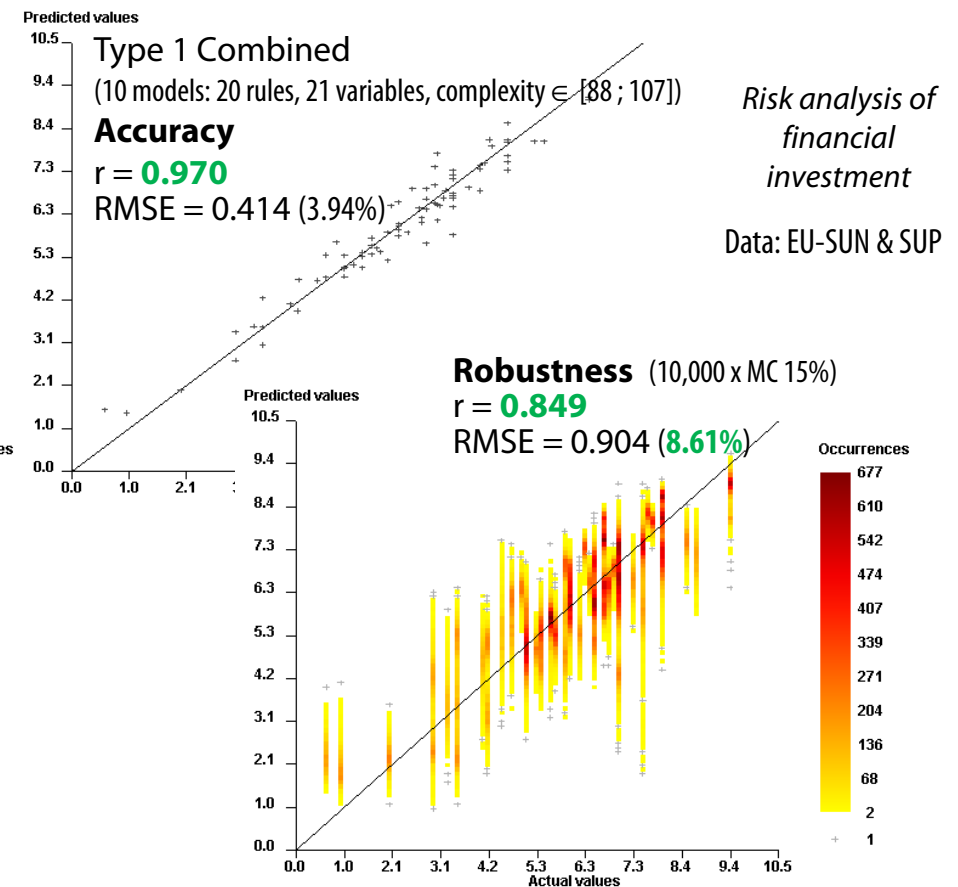 Predicted values
10.5
9.4
8.4
7.3
6.3
5.3
4.2
3.1
2.1
1.0
0.0
0.0 1.0 2.1
Type 1 Combined
(10 models: 20 rules, 21 variables, complexity ∈ [88 ; 107])
Accuracy
r = 0.970
RMSE = 0.414 (3.94%)
Risk analysis of
financial
investment
Data: EU-SUN & SUP
es
Robustness (10,000 x MC 15%)
r = 0.849
RMSE = 0.904 (8.61%)
Predicted values
10.5
9.4
8.4
7.3
6.3
5.3
4.2
3.1
2.1
1.0
0.0
0.0 1.0 2.1 3.1 4.2 5.3 6.3 7.3 8.4 9.4 10.5
Actual values
Occurrences
677
610
542
474
407
339
271
204
136
68
2
1